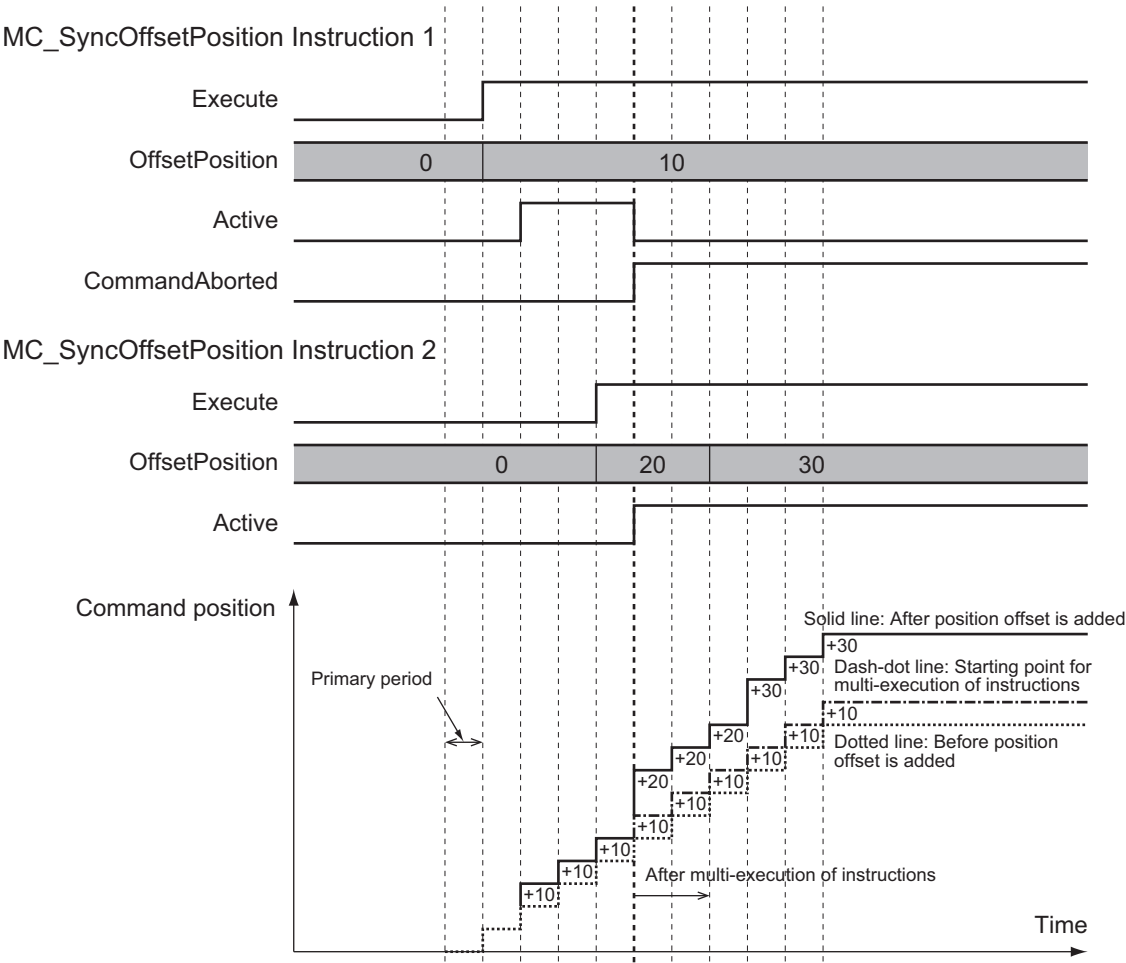 MC_SyncOffsetPosition Instruction 1
Execute
OffsetPosition
0
10
Active
CommandAborted
MC_SyncOffsetPosition Instruction 2
Execute
OffsetPosition
0
20
30
Active
Command position
Solid line: After position offset is added
+30
Dash-dot line: Starting point for
multi-execution of instructions
+30
Primary period
+30
+10
+20
+10
Dotted line: Before position
offset is added
+20
+10
+20
+10
+10
+10
+10
+10
After multi-execution of instructions
+10
Time